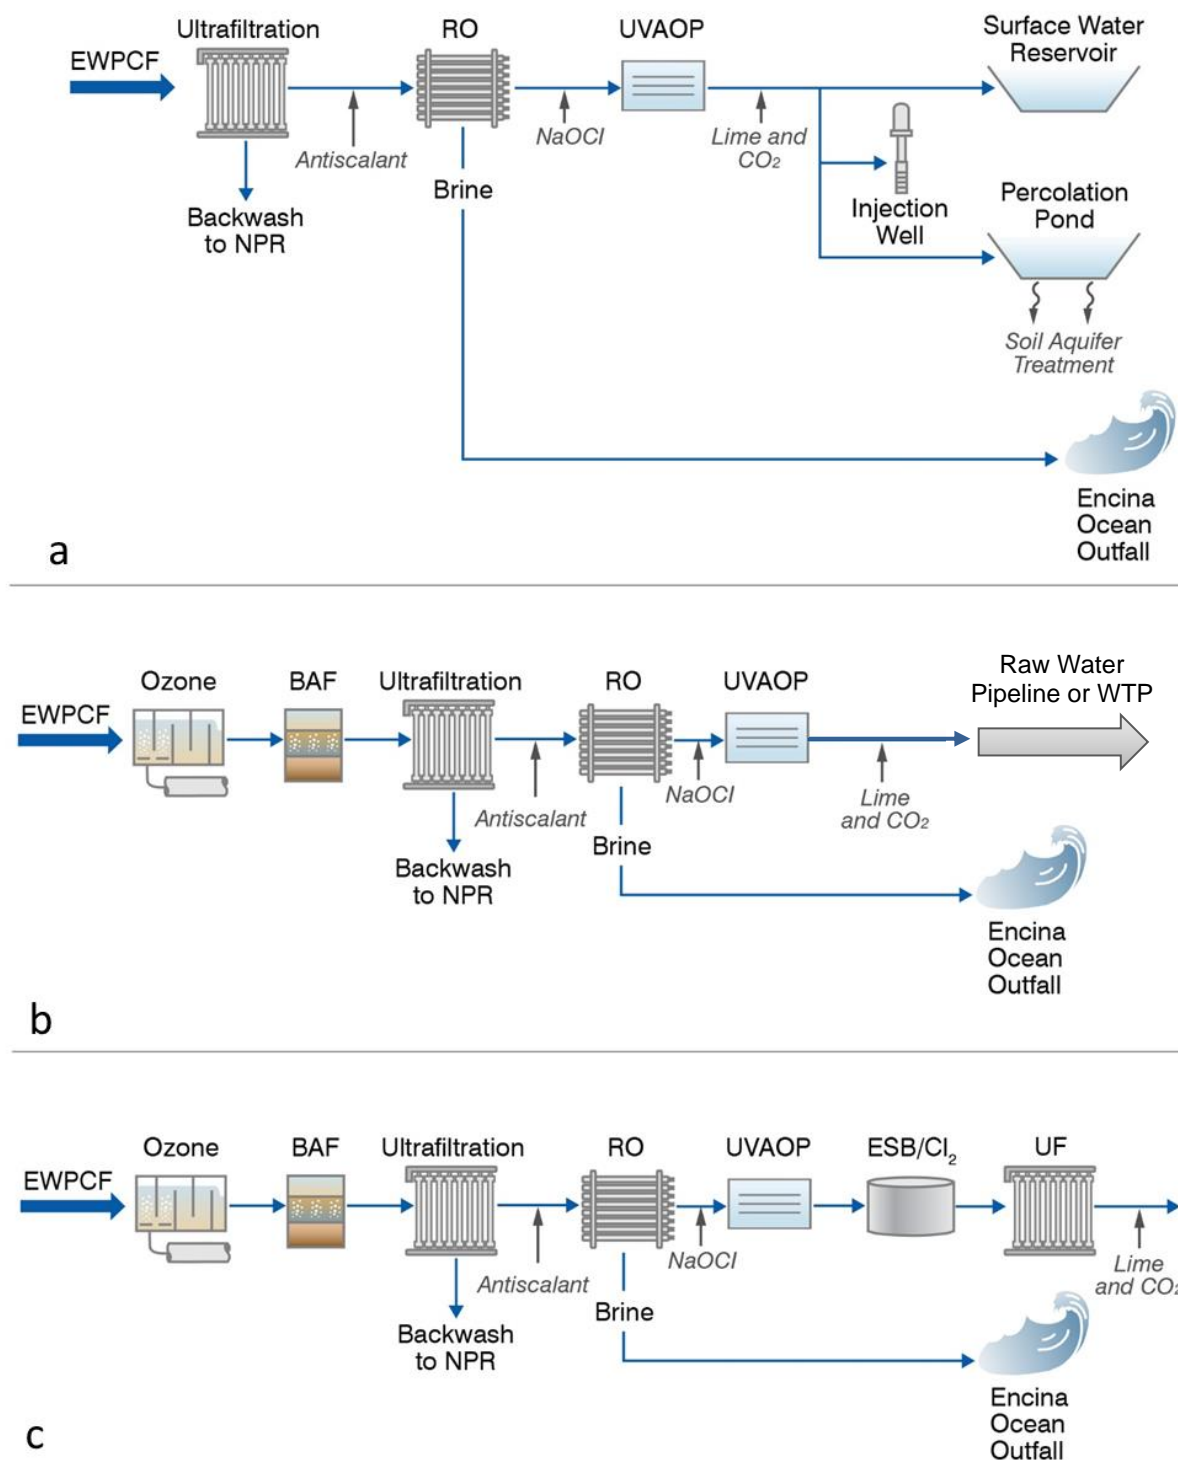 Ultrafiltration
RO
UVAOP
Surface Water
Reservoir
EWPCF
Antiscalant
NaOCl
Lime and
CO₂
Brine
Backwash
to NPR
Injection
Well
Percolation
Pond
Soil Aquifer
Treatment
Encina
Ocean
Outfall
a
Ozone
BAF
Ultrafiltration
RO
UVAOP
Raw Water
Pipeline or WTP
EWPCF
Antiscalant
NaOCl
Lime
and CO₂
Brine
Backwash
to NPR
Encina
Ocean
Outfall
b
Ozone
BAF
Ultrafiltration
RO
UVAOP
ESB/Cl₂
UF
EWPCF
Antiscalant
NaOCl
Lime
and CO₂
Brine
Backwash
to NPR
Encina
Ocean
Outfall
c